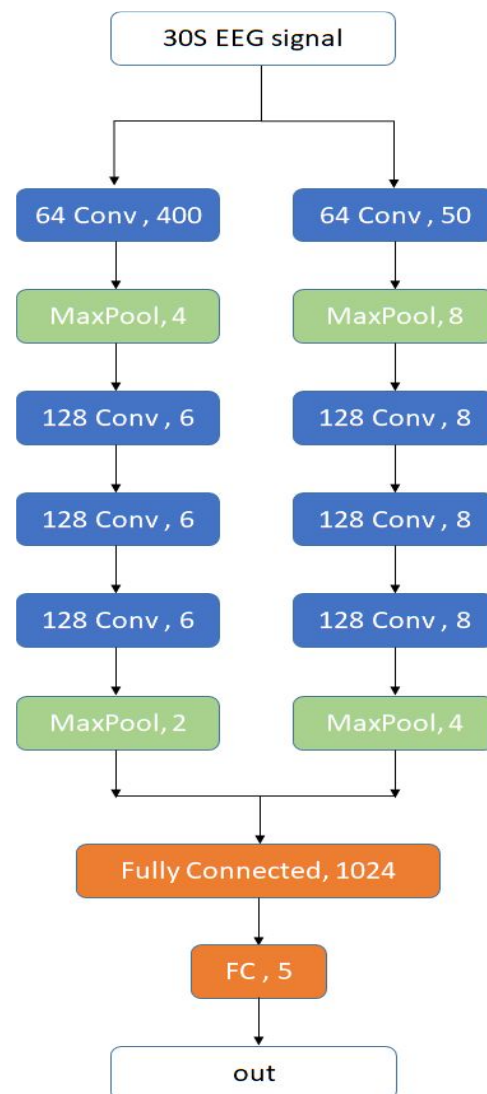 30S EEG signal
64 Conv , 400
64 Conv , 50
MaxPool, 4
MaxPool, 8
128 Conv , 6
128 Conv , 8
128 Conv , 6
128 Conv , 8
128 Conv , 6
128 Conv , 8
MaxPool, 2
MaxPool, 4
Fully Connected, 1024
FC , 5
out